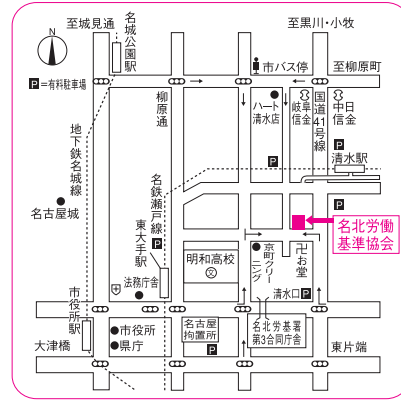 至城見通
至黒川・小牧
N
名城公園駅
市バス停
至柳原町
P=有料駐車場
柳原通
ハート清水店
岐阜信金
国道41号線
中日信金
P
地下鉄名城線
P
清水駅
名古屋城
名鉄瀬戸線
P
名北労働
基準協会
東大手駅
P
明和高校
文
京町クリーニング
卍お堂
法務庁舎
清水口P
市役所駅
市役所
県庁
名古屋
拘置所
P
名北労基署
第3合同庁舎
大津橋
東片端